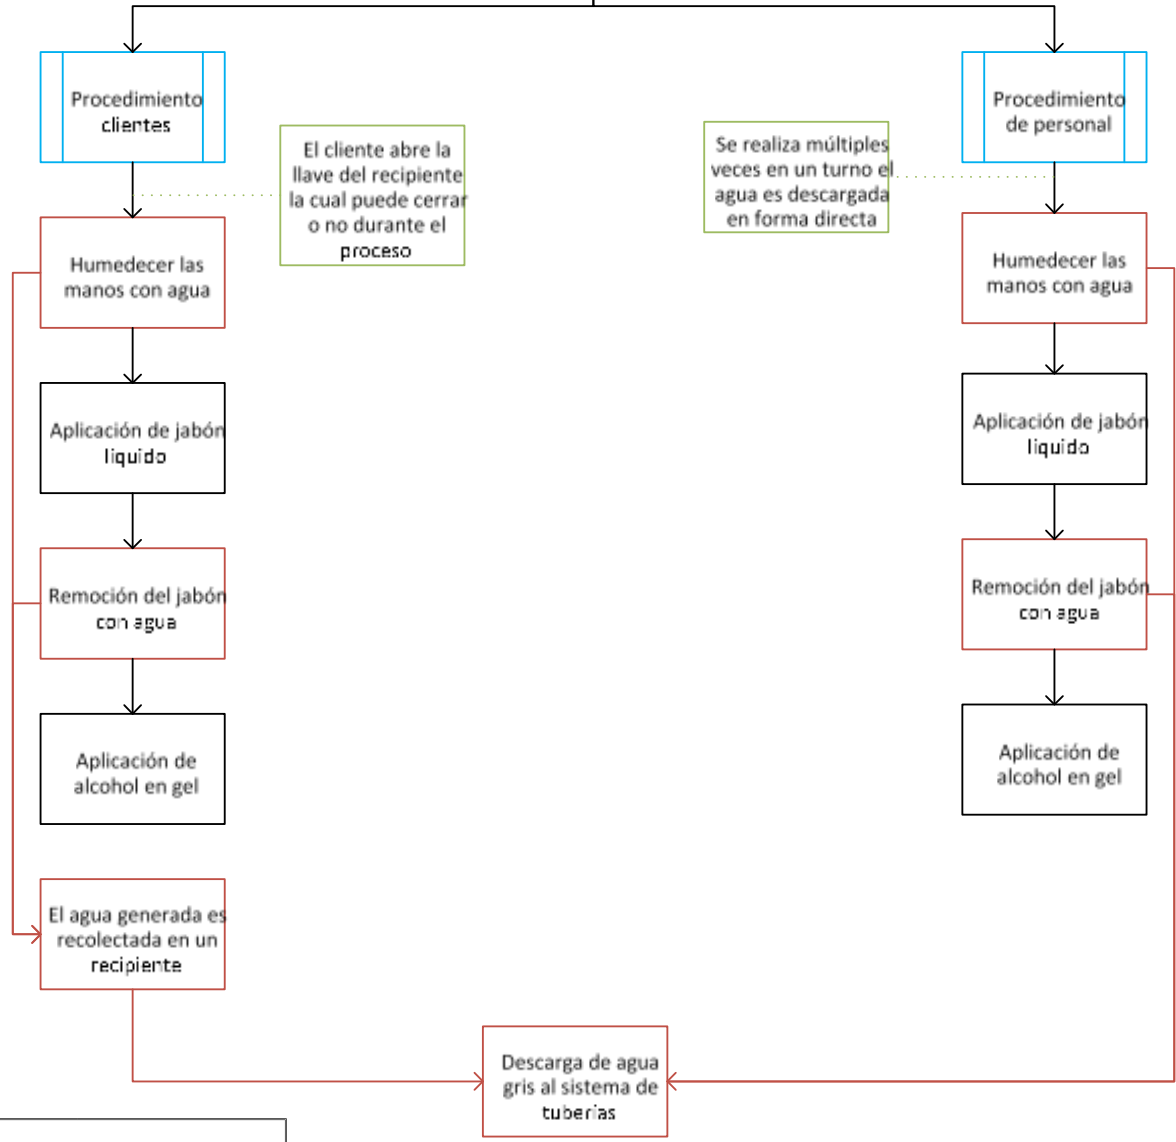 Procedimiento
clientes
El cliente abre la
llave del recipiente
la cual puede cerrar
o no durante el
proceso
Humedecer las
manos con agua
Aplicación de jabón
liquido
Remoción del jabón
con agua
Aplicación de
alcohol en gel
El agua generada es
recolectada en un
recipiente
Procedimiento
de personal
Se realiza múltiples
veces en un turno el
agua es descargada
en forma directa
Humedecer las
manos con agua
Aplicación de jabón
liquido
Remoción del jabón
con agua
Aplicación de
alcohol en gel
Descarga de agua
gris al sistema de
tuberías